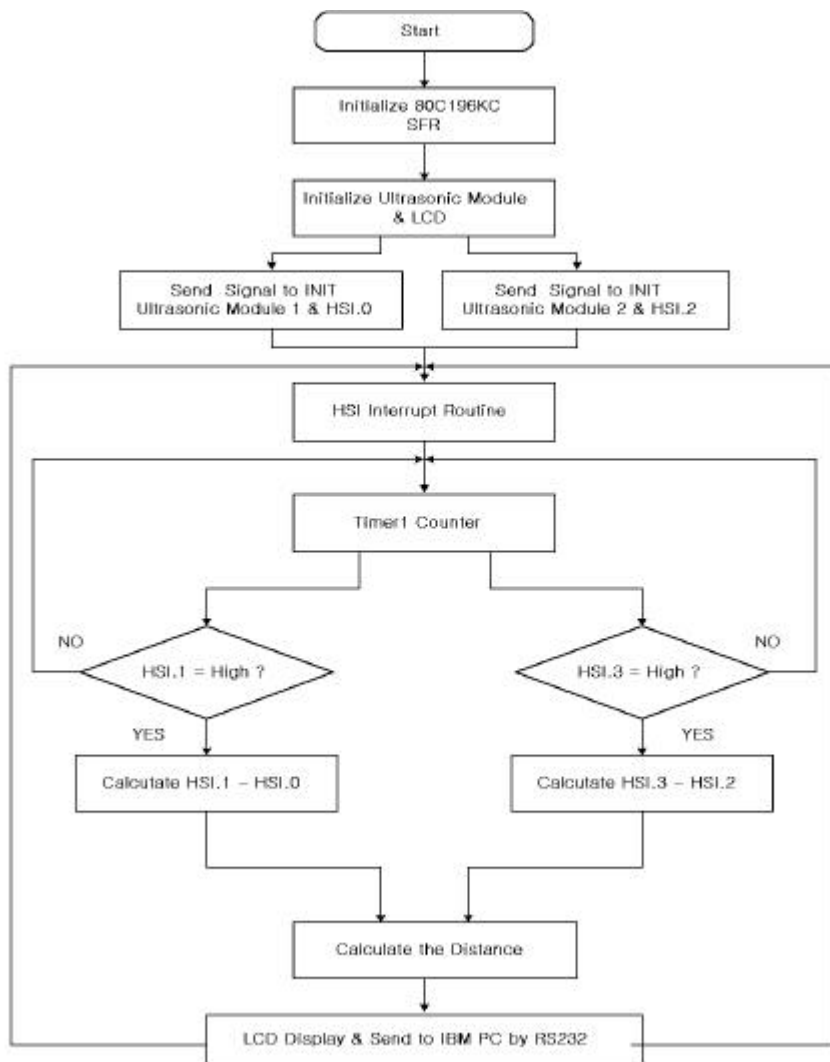 Start
Initialize 80C196KC
SFR
Initialize Ultrasonic Module
& LCD
Send Signal to INIT
Ultrasonic Module 1 & HSI.0
Send Signal to INIT
Ultrasonic Module 2 & HSI.2
HSI Interrupt Routine
Timer1 Counter
NO
HSI.1 = High ?
YES
NO
HSI.3 = High ?
YES
Calcutate HSI.1 - HSI.0
Calculate HSI.3 - HSI.2
Calculate the Distance
LCD Display & Send to IBM PC by RS232